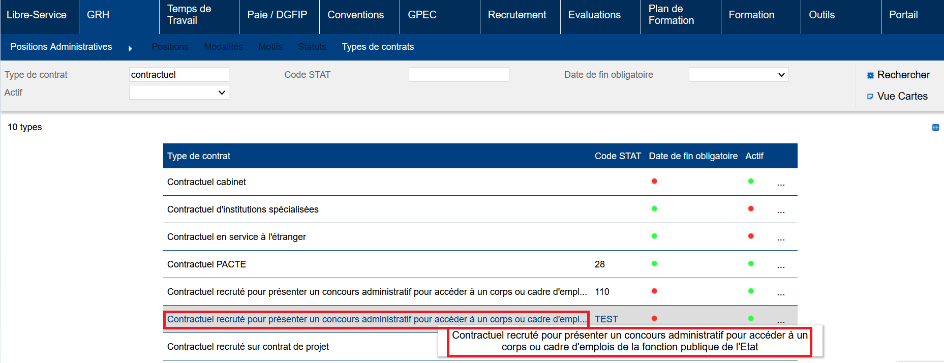 Libre-Service GRH Temps de Travail Paie / DGFIP Conventions GPEC Recrutement Evaluations Plan de Formation Formation Outils Portail
Positions Administratives Positions Modalités Motifs Statuts Types de contrats
Type de contrat contractuel Code STAT Date de fin obligatoire Rechercher
Actif Vue Cartes
10 types
Type de contrat Code STAT Date de fin obligatoire Actif
Contractuel cabinet ...
Contractuel d'institutions spécialisées ...
Contractuel en service à l'étranger ...
Contractuel PACTE 28 ...
Contractuel recruté pour présenter un concours administratif pour accéder à un corps ou cadre d'empl... 110 ...
Contractuel recruté pour présenter un concours administratif pour accéder à un corps ou cadre d'empl... TEST ...
Contractuel recruté pour présenter un concours administratif pour accéder à un
corps ou cadre d'emplois de la fonction publique de l'Etat
Contractuel recruté sur contrat de projet